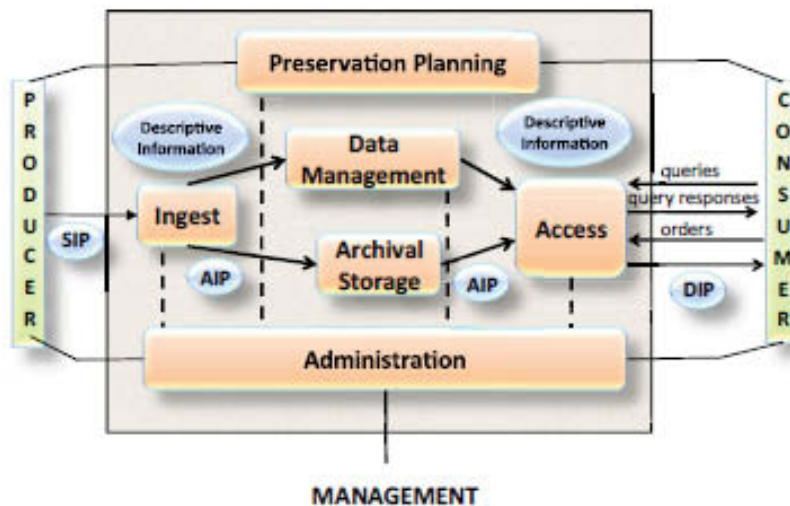 Preservation Planning
PRODUCER
CONSUMER
Descriptive
Information
Descriptive
Information
Data
Management
queries
query responses
Ingest
Access
orders
SIP
Archival
Storage
AIP
AIP
DIP
Administration
MANAGEMENT